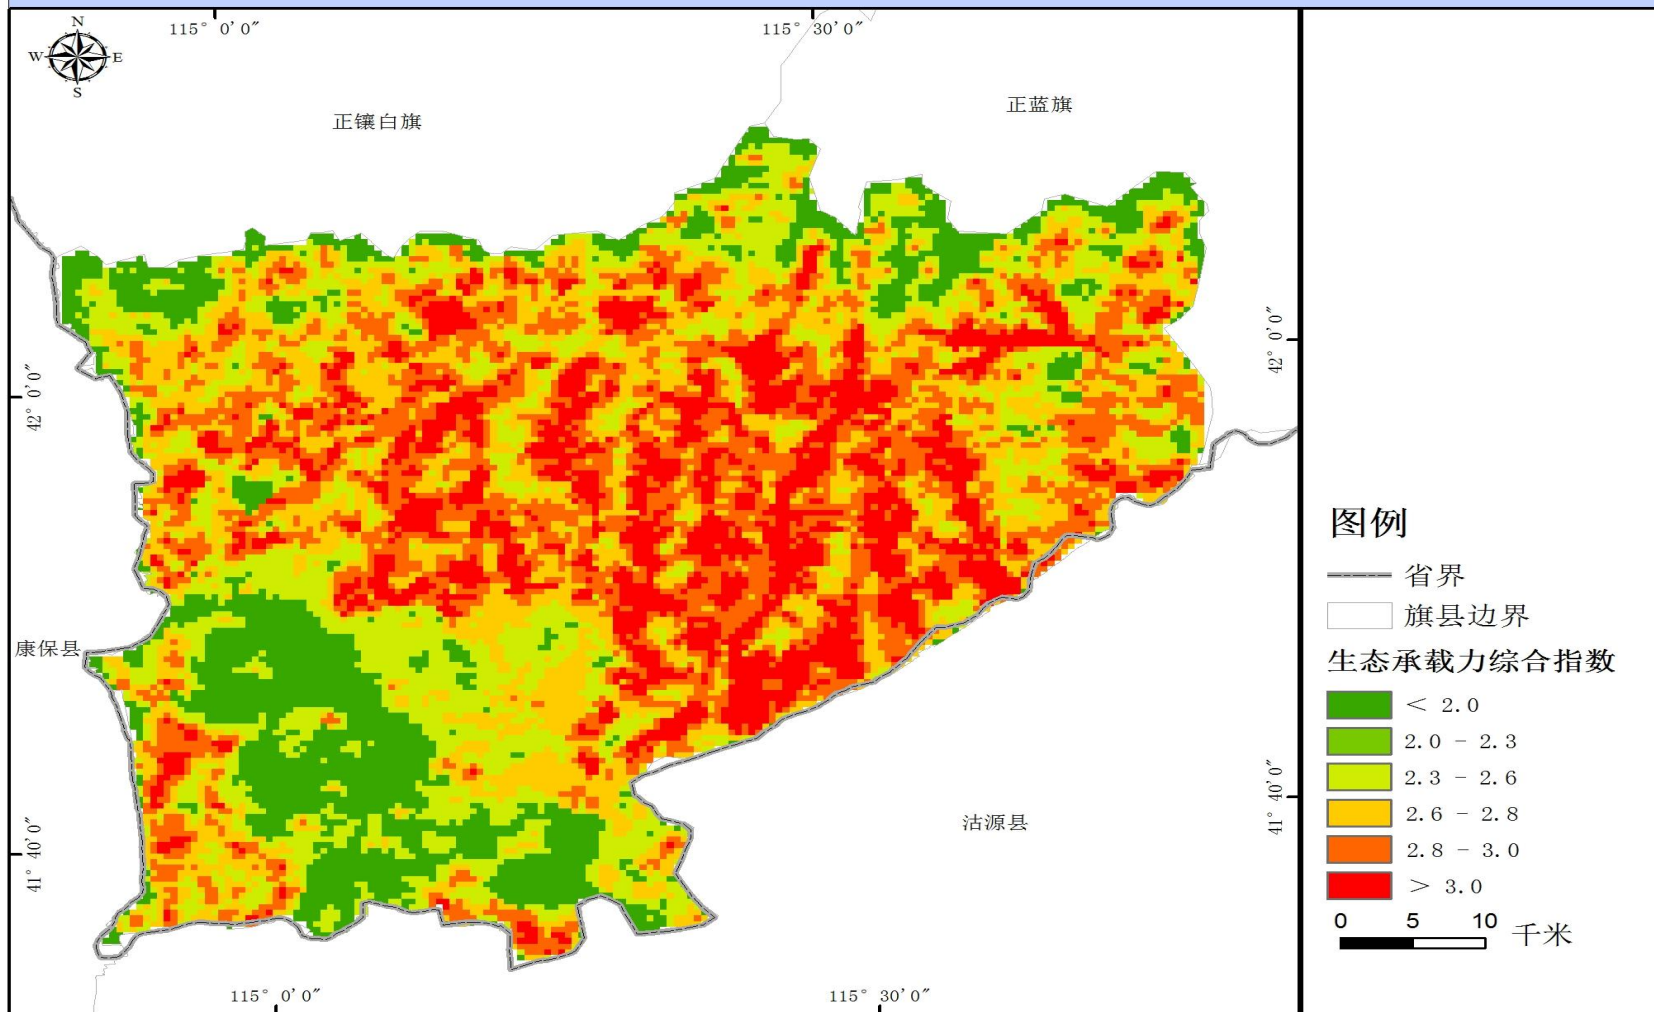 115° 0′0″
115° 30′0″
N
W
E
S
正镶白旗
正蓝旗
42° 0′0″
42° 0′0″
康保县
沽源县
41° 40′0″
41° 40′0″
115° 0′0″
115° 30′0″
图例
省界
旗县边界
生态承载力综合指数
< 2.0
2.0 - 2.3
2.3 - 2.6
2.6 - 2.8
2.8 - 3.0
> 3.0
0 5 10 千米